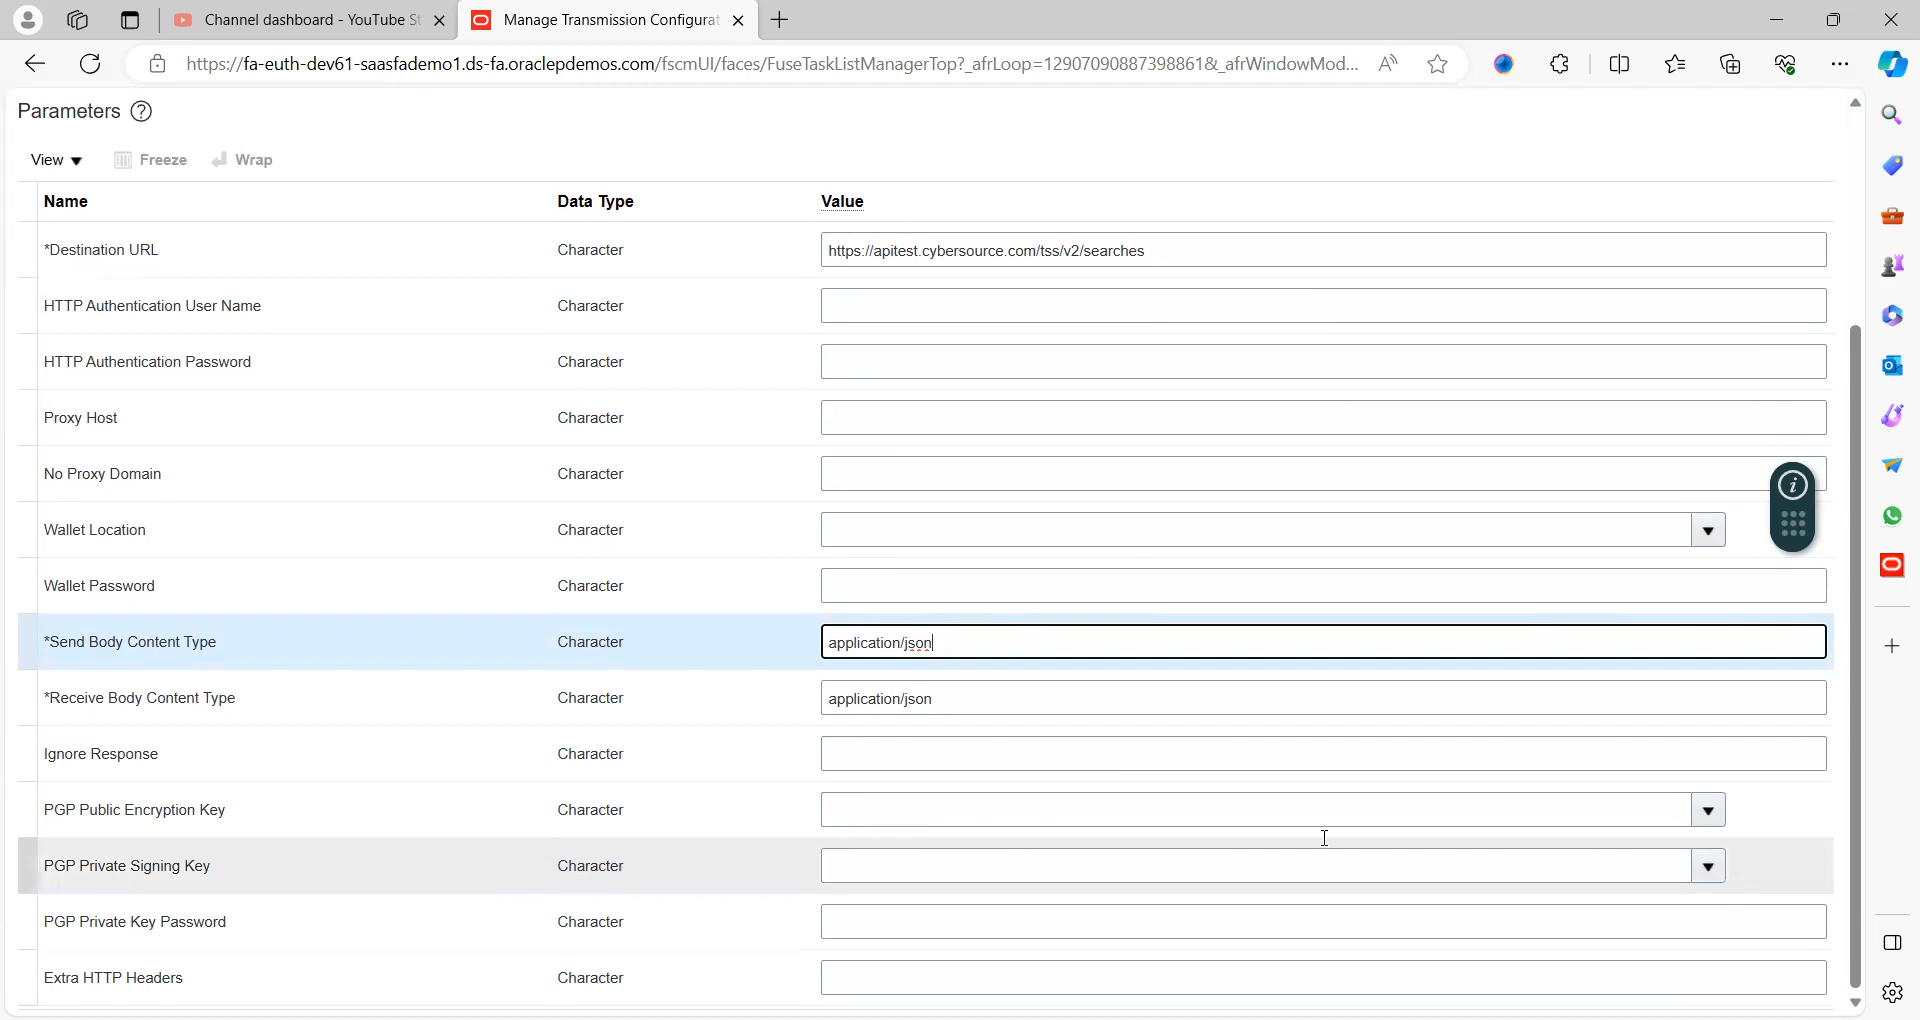 Channel dashboard - YouTube St
Manage Transmission Configurat
https://fa-euth-dev61-saasfademo1.ds-fa.oraclepdemos.com/fscmUI/faces/FuseTaskListManagerTop?_afrLoop=12907090887398861&_afrWindowMod...
Parameters ?
View Freeze Wrap
Name Data Type Value
*Destination URL Character https://apitest.cybersource.com/tss/v2/searches
HTTP Authentication User Name Character
HTTP Authentication Password Character
Proxy Host Character
No Proxy Domain Character
Wallet Location Character
Wallet Password Character
*Send Body Content Type Character application/json
*Receive Body Content Type Character application/json
Ignore Response Character
PGP Public Encryption Key Character
PGP Private Signing Key Character
PGP Private Key Password Character
Extra HTTP Headers Character